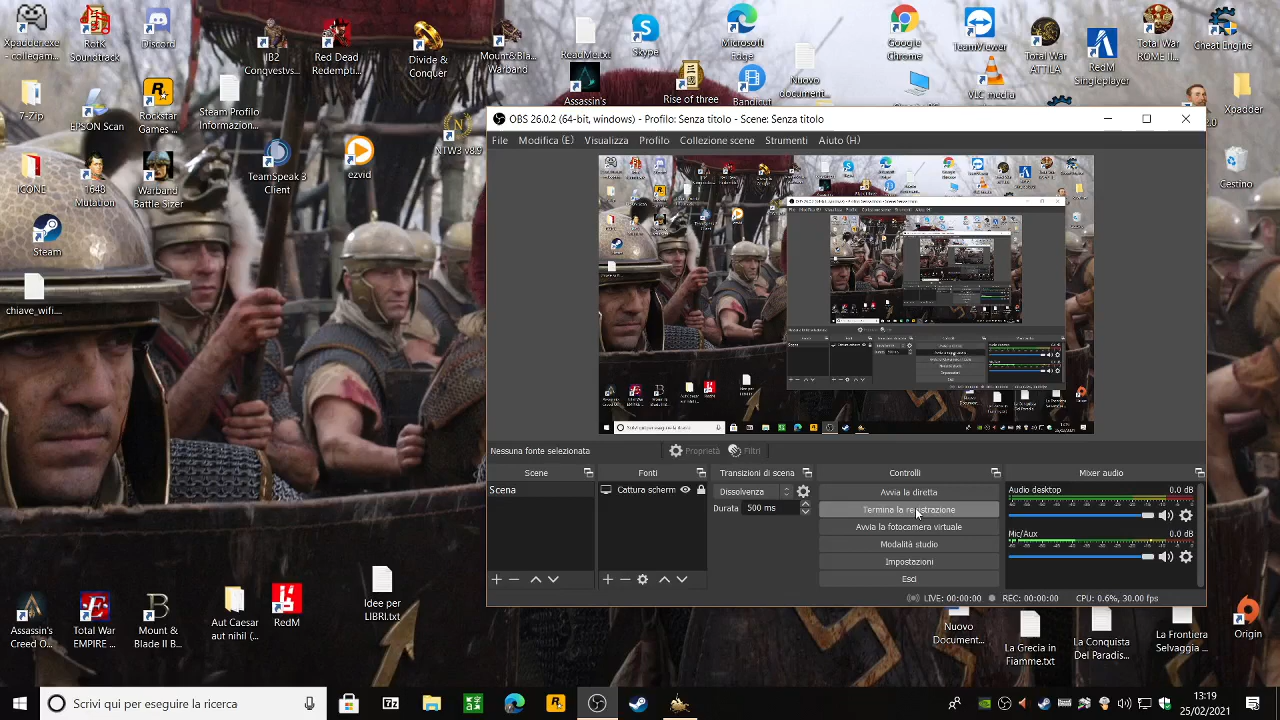 Xpadder.exe
- collegam...
RotK
Soundtrack
Discord
IB2
Conqvestvs...
Red Dead
Redempti...
Divide &
Conquer
Mount&Bla...
Warband
ReadMe.txt
Skype
Microsoft
Edge
Nuovo
document...
Google
Chrome
TeamViewer
Total War
ATTILA
RedM
Singleplayer
Total War
ROME II...
Cheat Engine
7-Zip
EPSON Scan
Rockstar
Games ...
Steam Profilo
Informazion...
Assassin's
Rise of three
Bandicut
VLC media
Xpadder
2.0
TeamSpeak 3
Client
ezvid
NTW3 v8.9
ICONE
1648
Mutation
Warband
Battle Sizer
Cestino
Steam
chiave_wifi....
OBS 26.0.2 (64-bit, windows) - Profilo: Senza titolo - Scene: Senza titolo
File Modifica (E) Visualizza Profilo Collezione scene Strumenti Aiuto (H)
Nessuna fonte selezionata
Proprietà Filtri
Scene
Fonti
Transizioni di scena
Controlli
Mixer audio
Scena
Cattura scherm
Dissolvenza
Durata 500 ms
Avvia la diretta
Termina la registrazione
Avvia la fotocamera virtuale
Modalità studio
Impostazioni
Esci
Audio desktop 0.0 dB
Mic/Aux 0.0 dB
LIVE: 00:00:00 REC: 00:00:00 CPU: 0.6%, 30.00 fps
Assassin's
Creed O...
Total War
EMPIRE ...
Mount &
Blade II B...
Aut Caesar
aut nihil (...
RedM
Idee per
LIBRI.txt
Nuovo
Document...
La Grecia in
Fiamme.txt
La Conquista
Del Paradis...
La Frontiera
Selvaggia ...
Origin
Scrivi qui per eseguire la ricerca
13:19
25/02/2021